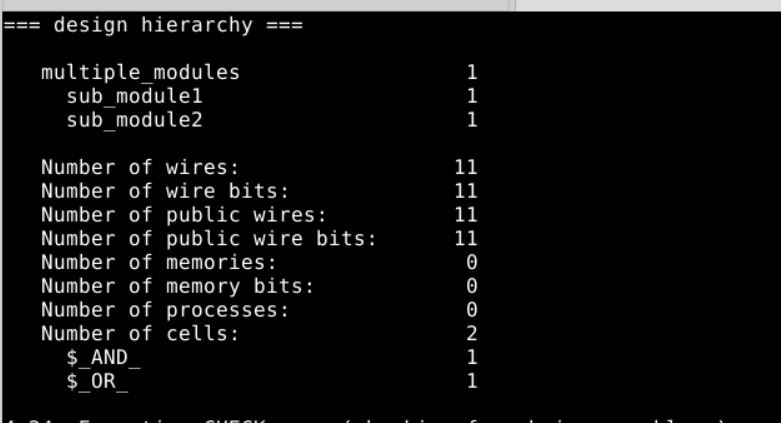 === design hierarchy ===
multiple_modules 1
sub_module1 1
sub_module2 1
Number of wires: 11
Number of wire bits: 11
Number of public wires: 11
Number of public wire bits: 11
Number of memories: 0
Number of memory bits: 0
Number of processes: 0
Number of cells: 2
$_AND_ 1
$_OR_ 1